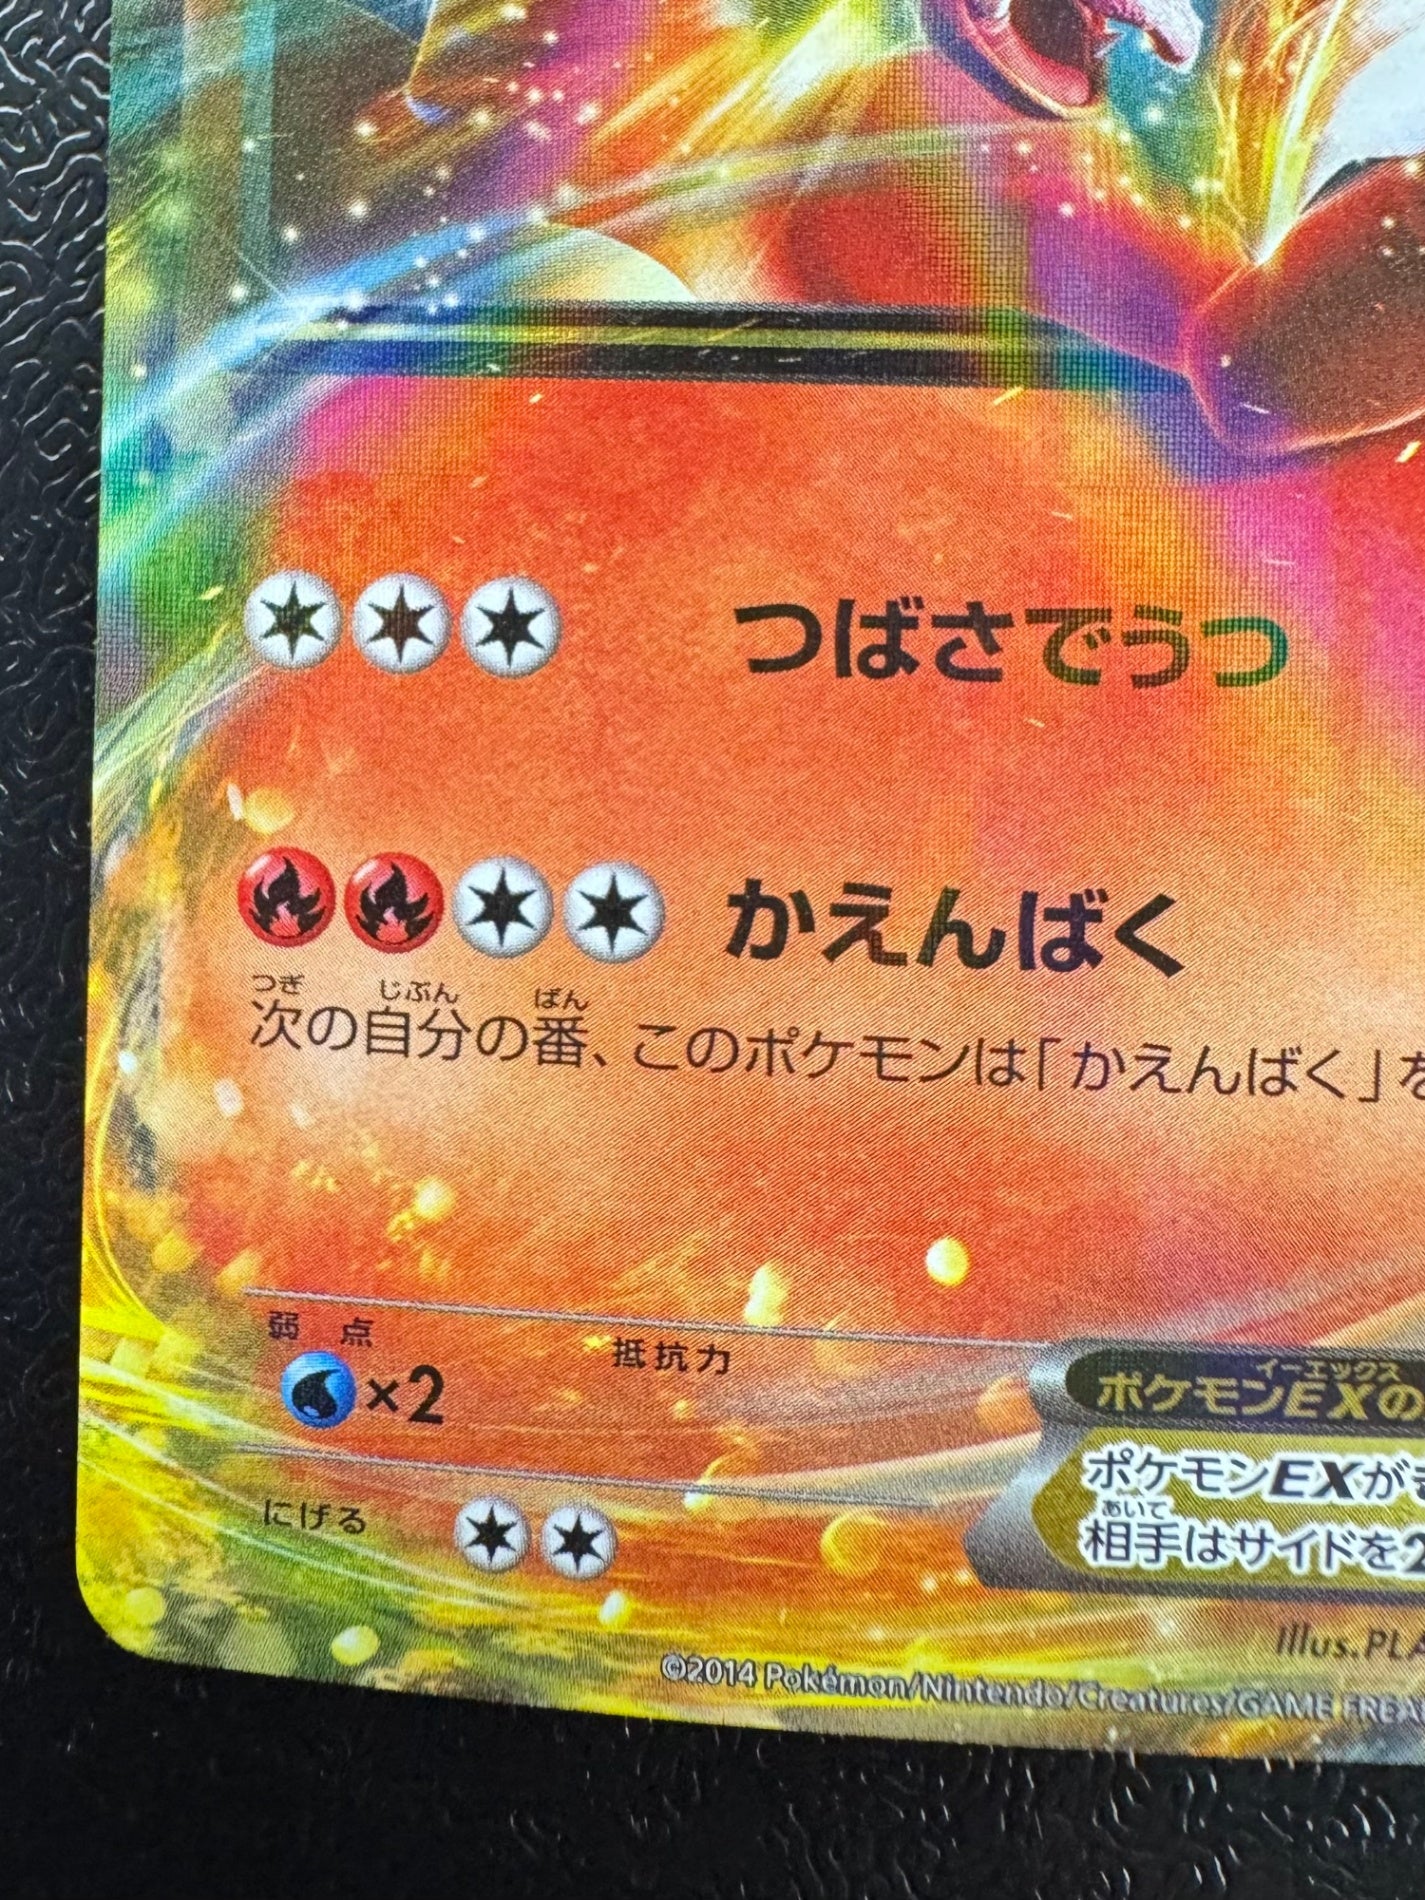 つばさでうつ
かえんばく
つぎ じぶん ばん
次の自分の番、このポケモンは「かえんばく」を
弱点
×2
抵抗力
にげる
イーエックス
ポケモンEXの
ポケモンEXが
あいて
相手はサイドを2
illus.PLA
©2014 Pokémon/Nintendo/Creatures/GAME FREA